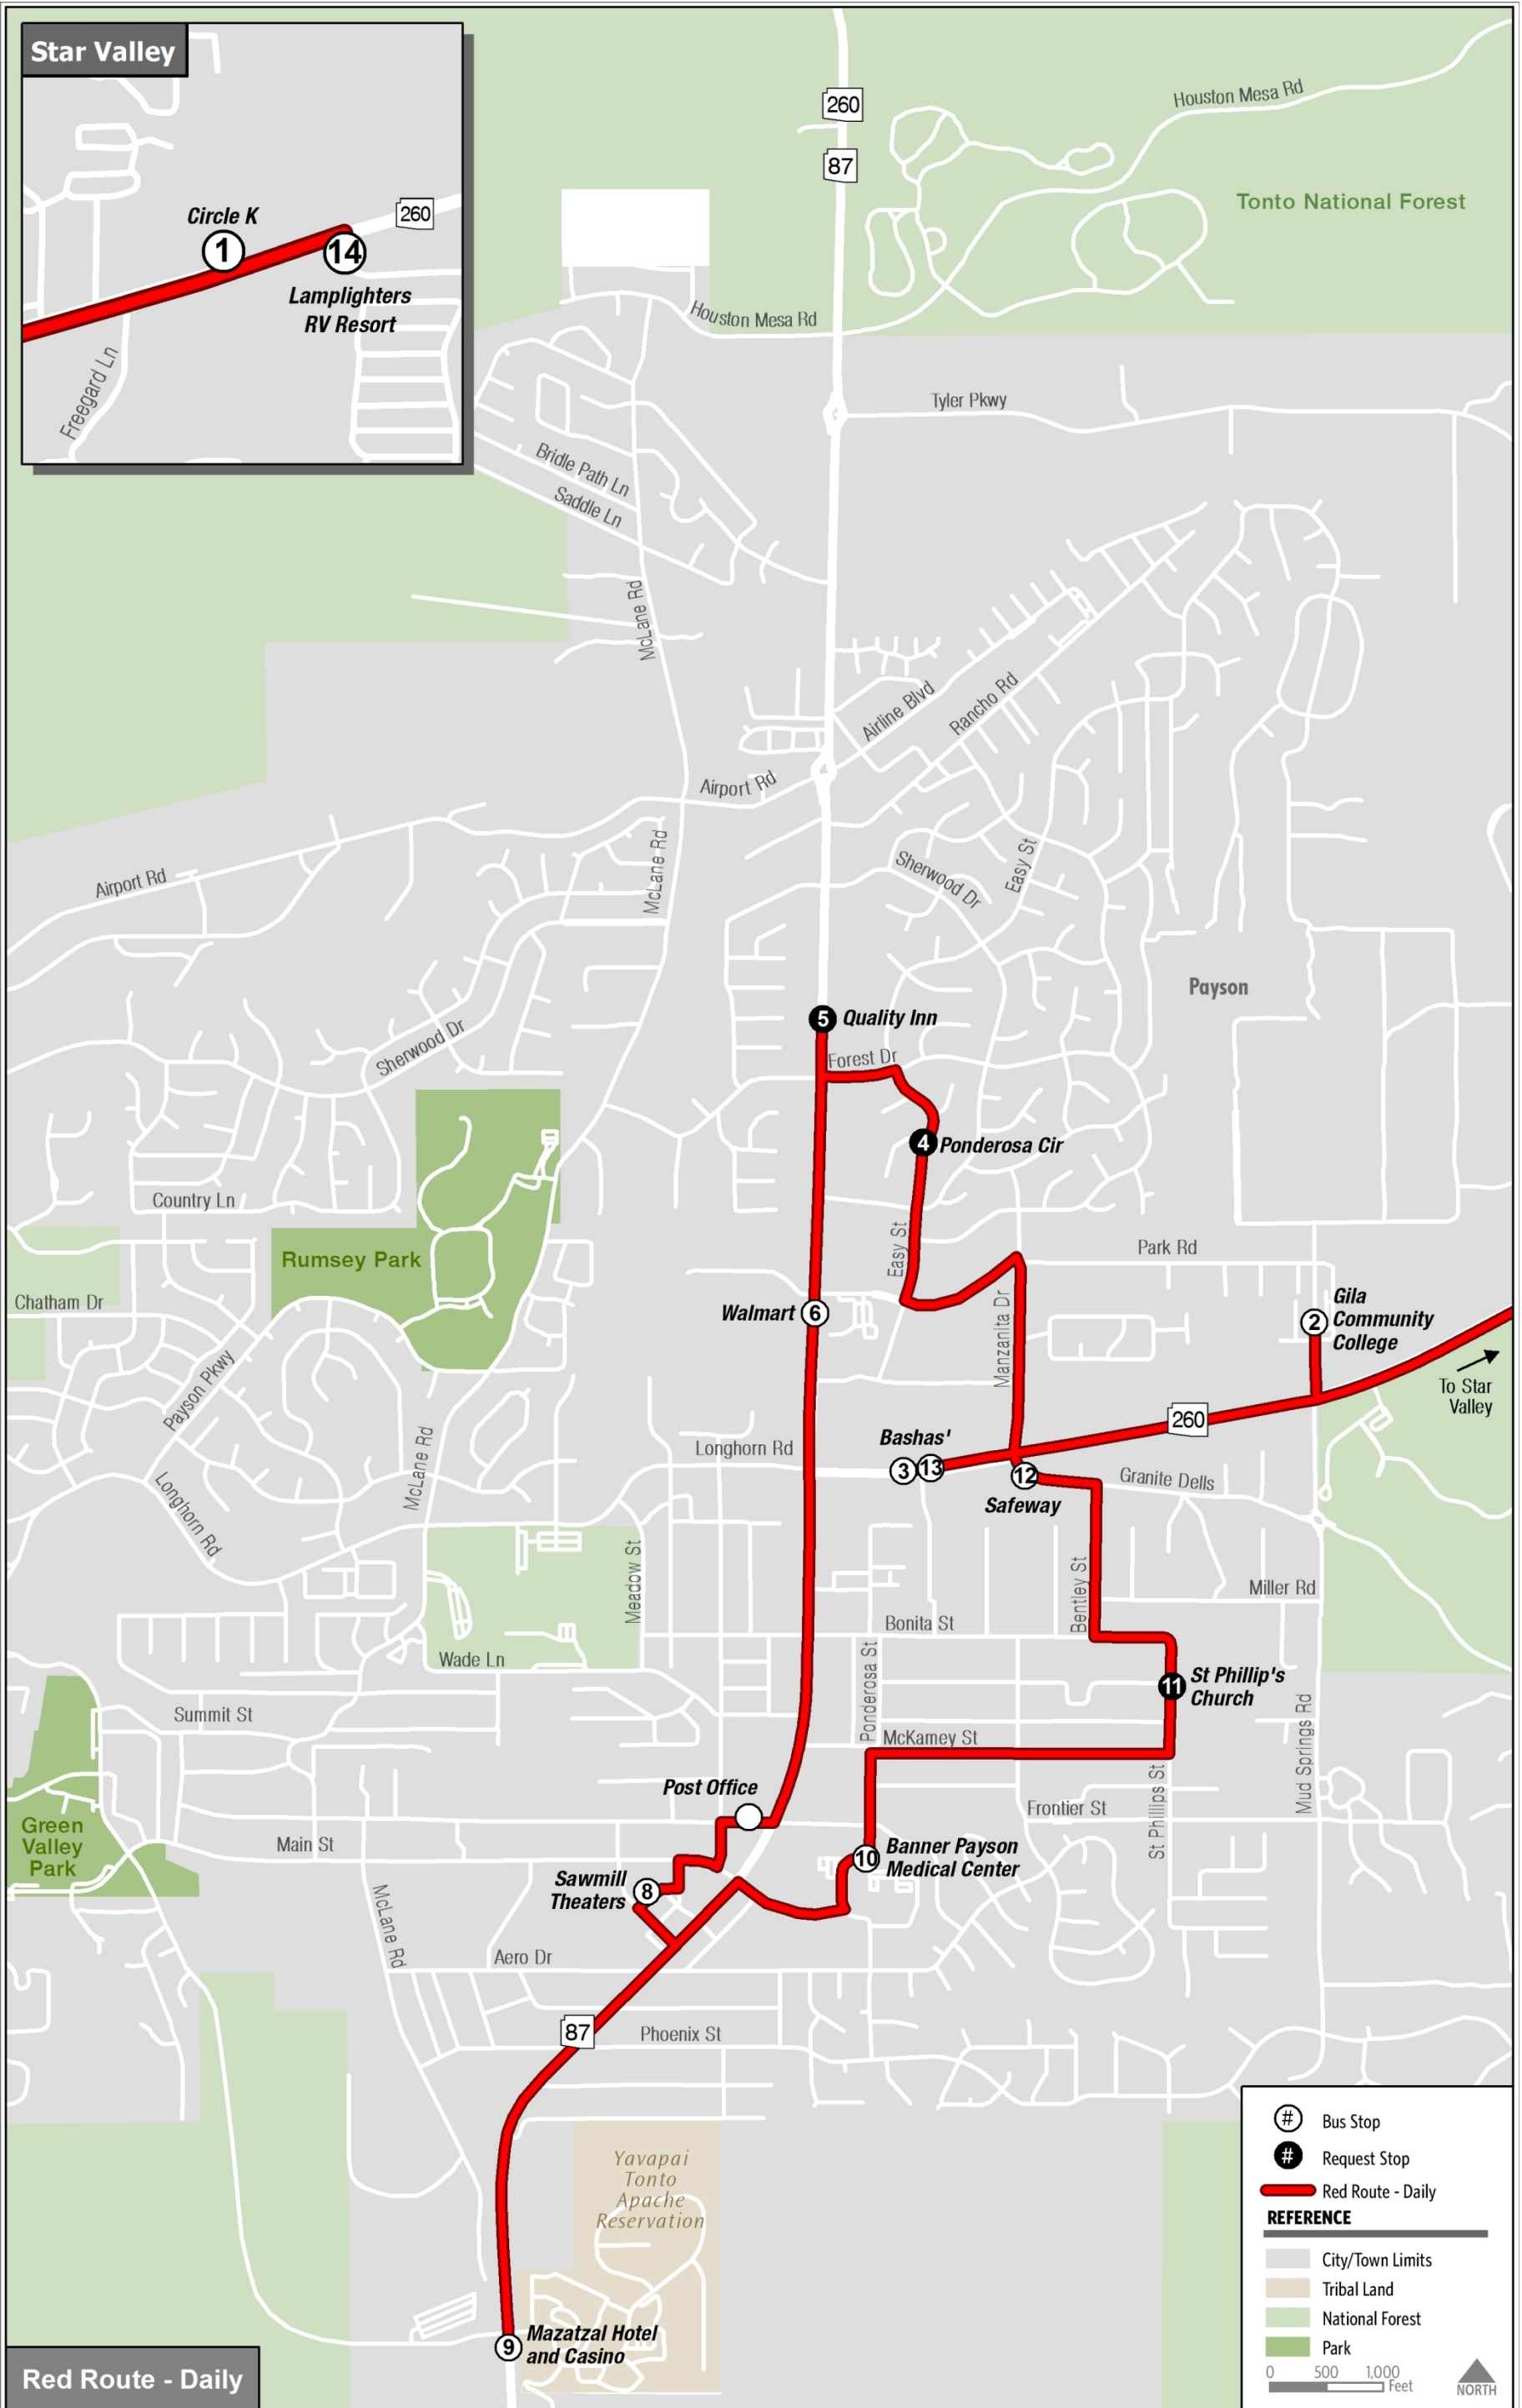 Star Valley
Circle K
1
14
260
Lamplighters
RV Resort
Freegard Ln
260
87
Houston Mesa Rd
Tonto National Forest
Houston Mesa Rd
Tyler Pkwy
Bridle Path Ln
Saddle Ln
McLane Rd
Airline Blvd
Rancho Rd
Airport Rd
McLane Rd
Sherwood Dr
Easy St
Airport Rd
Payson
5 Quality Inn
Sherwood Dr
Forest Dr
4 Ponderosa Cir
Country Ln
Rumsey Park
Easy St
Park Rd
Chatham Dr
Walmart 6
Manzanita Dr
2
Gila
Community
College
Payson Pkwy
To Star
Valley
260
McLane Rd
Longhorn Rd
Bashas'
3 13
12
Safeway
Granite Dells
Longhorn Rd
Meadow St
Bentley St
Miller Rd
Bonita St
Wade Ln
Ponderosa St
11
St Phillip's
Church
Summit St
McKamey St
Mud Springs Rd
Post Office
St Phillips St
Frontier St
Green
Valley
Park
Main St
10
Banner Payson
Medical Center
Sawmill
Theaters
8
McLane Rd
Aero Dr
87
Phoenix St
Yavapai
Tonto
Apache
Reservation
9
Mazatzal Hotel
and Casino
# Bus Stop
# Request Stop
Red Route - Daily
REFERENCE
City/Town Limits
Tribal Land
National Forest
Park
0 500 1,000
Feet
NORTH
Red Route - Daily